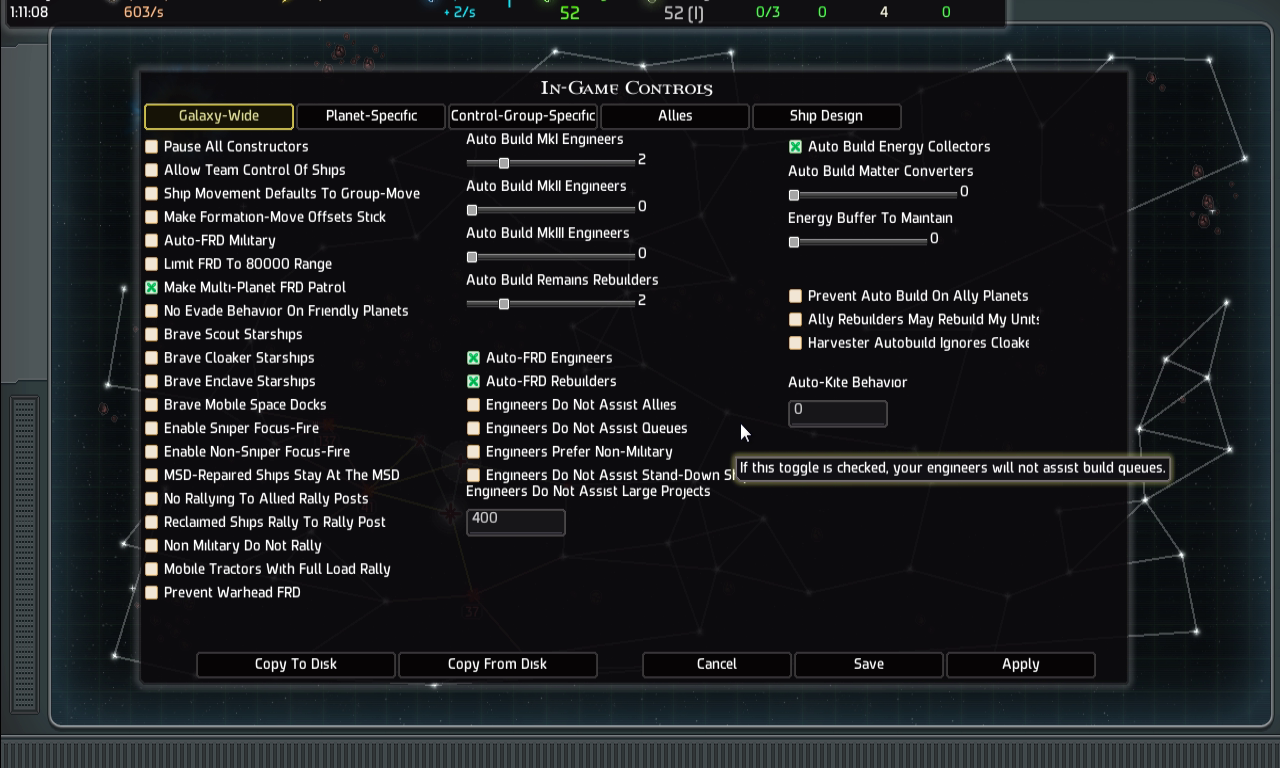 1:11:08 603/s + 2/s 52 52 (I) 0/3 0 4 0
In-Game Controls
Galaxy-Wide Planet-Specific Control-Group-Specific Allies Ship Design
Pause All Constructors
Allow Team Control Of Ships
Ship Movement Defaults To Group-Move
Make Formation-Move Offsets Stick
Auto-FRD Military
Limit FRD To 80000 Range
Make Multi-Planet FRD Patrol
No Evade Behavior On Friendly Planets
Brave Scout Starships
Brave Cloaker Starships
Brave Enclave Starships
Brave Mobile Space Docks
Enable Sniper Focus-Fire
Enable Non-Sniper Focus-Fire
MSD-Repaired Ships Stay At The MSD
No Rallying To Allied Rally Posts
Reclaimed Ships Rally To Rally Post
Non Military Do Not Rally
Mobile Tractors With Full Load Rally
Prevent Warhead FRD
Auto Build MkI Engineers
2
Auto Build MkII Engineers
0
Auto Build MkIII Engineers
0
Auto Build Remains Rebuilders
2
Auto-FRD Engineers
Auto-FRD Rebuilders
Engineers Do Not Assist Allies
Engineers Do Not Assist Queues
Engineers Prefer Non-Military
Engineers Do Not Assist Stand-Down
Engineers Do Not Assist Large Projects
400
Auto Build Energy Collectors
Auto Build Matter Converters
0
Energy Buffer To Maintain
0
Prevent Auto Build On Ally Planets
Ally Rebuilders May Rebuild My Units
Harvester Autobuild Ignores Cloake
Auto-Kite Behavior
0
If this toggle is checked, your engineers will not assist build queues.
37
Copy To Disk Copy From Disk Cancel Save Apply